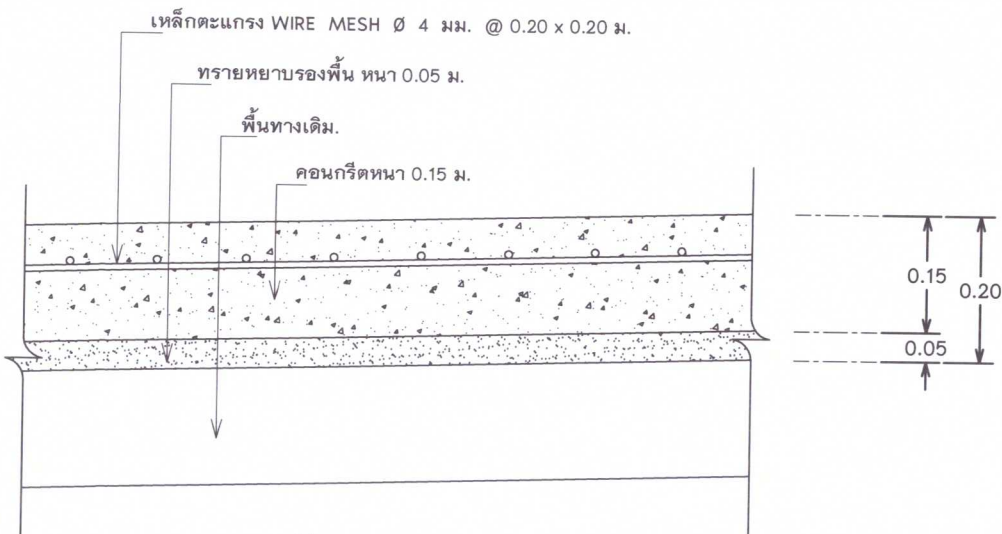 เหล็กตะแกรง WIRE MESH Ø 4 มม. @ 0.20 x 0.20 ม.
ทรายหยาบรองพื้น หนา 0.05 ม.
พื้นทางเดิม.
คอนกรีตหนา 0.15 ม.
0.15
0.20
0.05